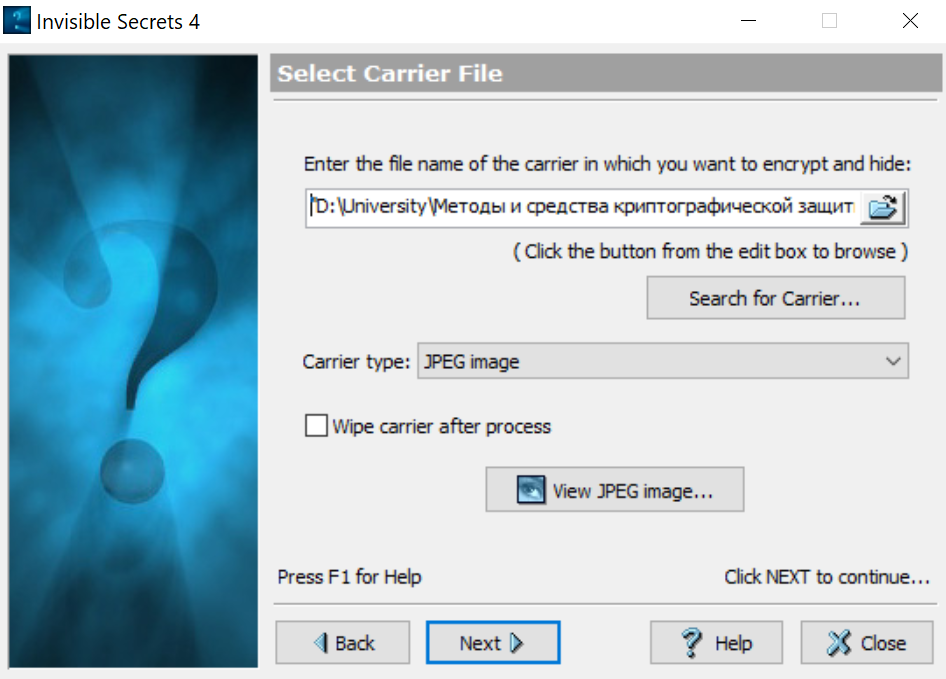 Invisible Secrets 4
Select Carrier File
Enter the file name of the carrier in which you want to encrypt and hide:
"D:\University\Методы и средства криптографической защит
( Click the button from the edit box to browse )
Search for Carrier...
Carrier type: JPEG image
Wipe carrier after process
View JPEG image...
Press F1 for Help Click NEXT to continue...
Back Next Help Close